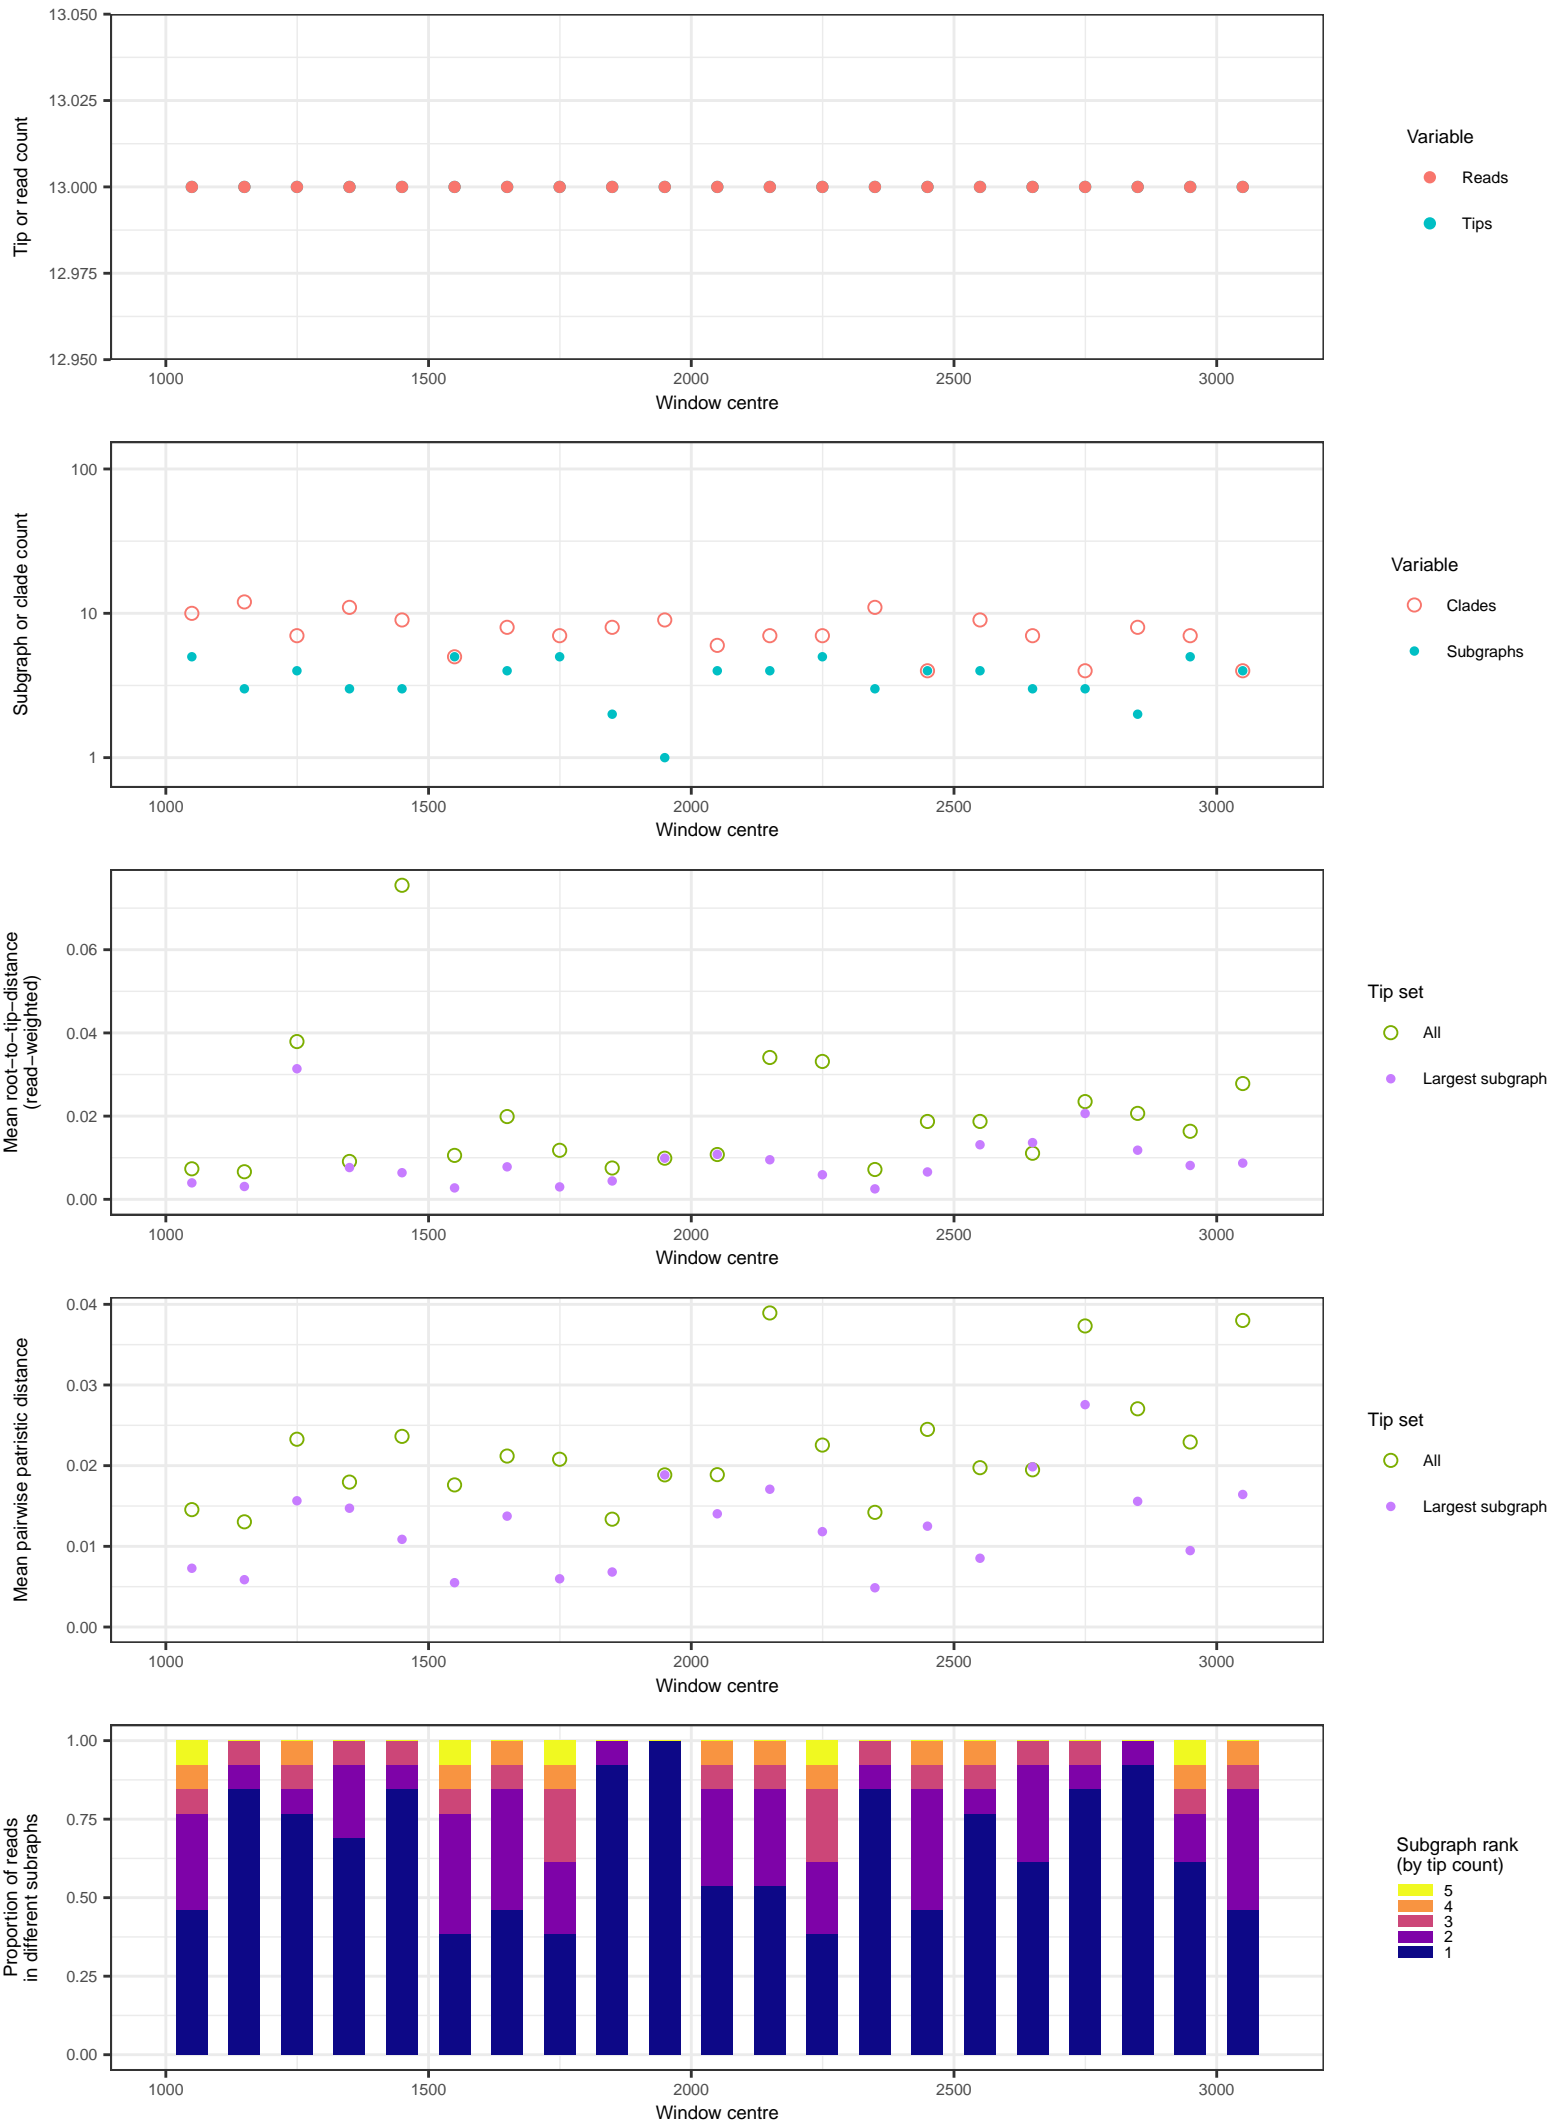 13.050
13.025
13.000
12.975
12.950
Tip or read count
1000 1500 2000 2500 3000
Window centre
Variable
Reads
Tips
100
10
1
Subgraph or clade count
1000 1500 2000 2500 3000
Window centre
Variable
Clades
Subgraphs
0.06
0.04
0.02
0.00
Mean root−to−tip−distance
(read−weighted)
1000 1500 2000 2500 3000
Window centre
Tip set
All
Largest subgraph
0.04
0.03
0.02
0.01
0.00
Mean pairwise patristic distance
1000 1500 2000 2500 3000
Window centre
Tip set
All
Largest subgraph
1.00
0.75
0.50
0.25
0.00
Proportion of reads
in different subraphs
1000 1500 2000 2500 3000
Window centre
Subgraph rank
(by tip count)
5
4
3
2
1